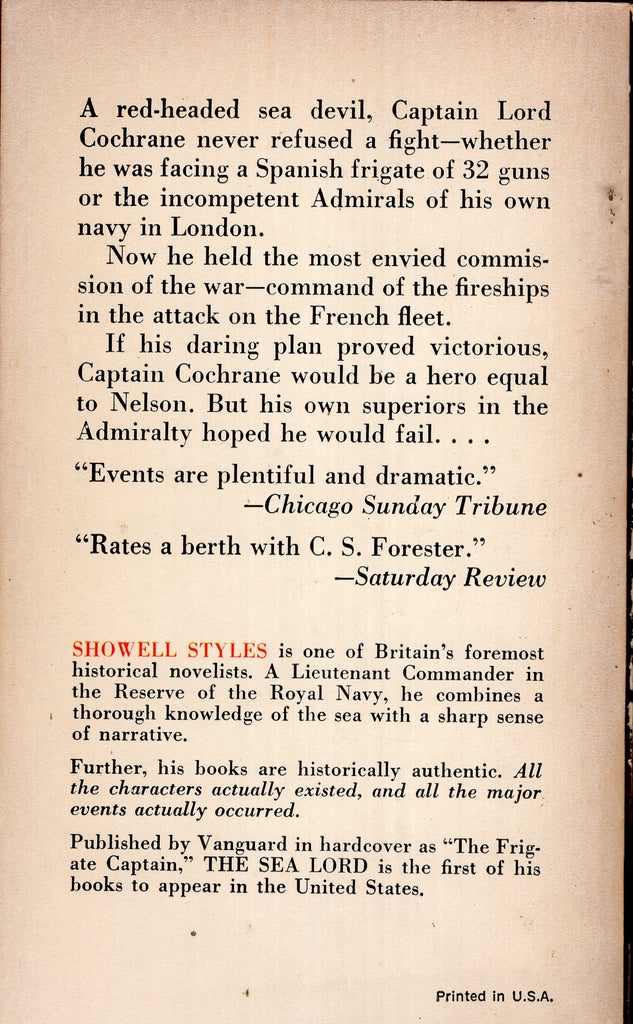 A red-headed sea devil, Captain Lord
Cochrane never refused a fight—whether
he was facing a Spanish frigate of 32 guns
or the incompetent Admirals of his own
navy in London.
Now he held the most envied commis-
sion of the war—command of the fireships
in the attack on the French fleet.
If his daring plan proved victorious,
Captain Cochrane would be a hero equal
to Nelson. But his own superiors in the
Admiralty hoped he would fail. . . .
“Events are plentiful and dramatic.”
—Chicago Sunday Tribune
“Rates a berth with C. S. Forester.”
—Saturday Review
SHOWELL STYLES is one of Britain’s foremost
historical novelists. A Lieutenant Commander in
the Reserve of the Royal Navy, he combines a
thorough knowledge of the sea with a sharp sense
of narrative.
Further, his books are historically authentic. All
the characters actually existed, and all the major
events actually occurred.
Published by Vanguard in hardcover as “The Frig-
ate Captain,” THE SEA LORD is the first of his
books to appear in the United States.
Printed in U.S.A.